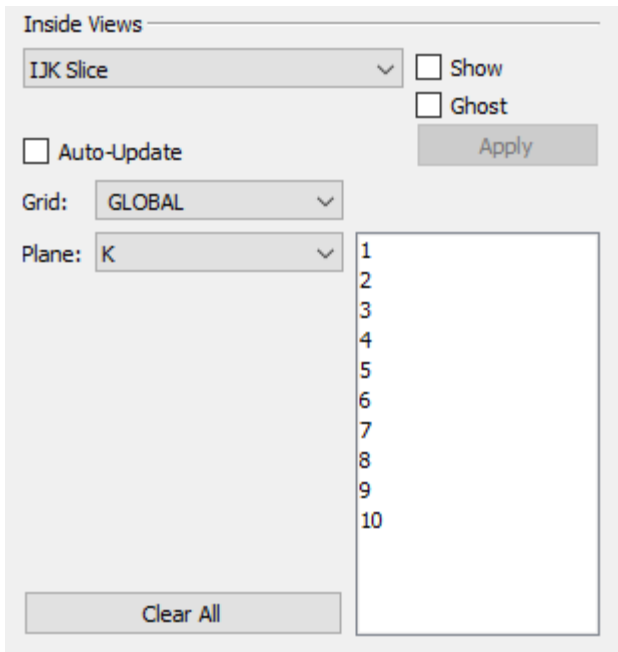 Inside Views
IJK Slice
Show
Ghost
Auto-Update
Apply
Grid: GLOBAL
Plane: K
1
2
3
4
5
6
7
8
9
10
Clear All